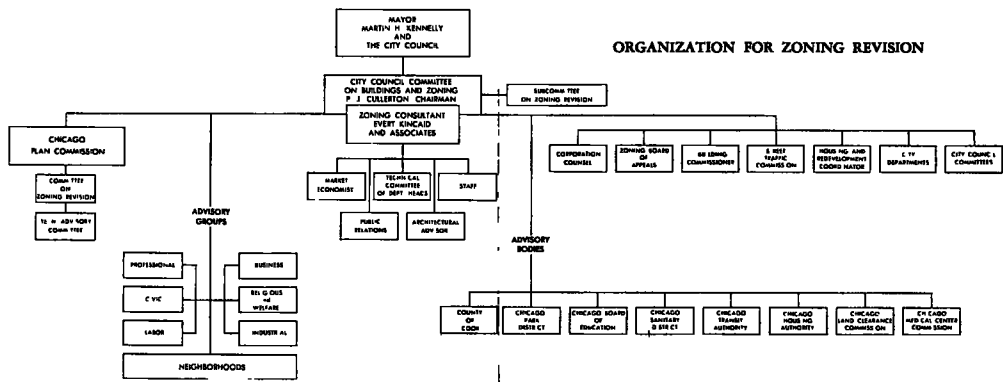 MAYOR
MARTIN H KENNELLY
AND
THE CITY COUNCIL
ORGANIZATION FOR ZONING REVISION
CITY COUNCIL COMMITTEE
ON BUILDINGS AND ZONING
P J CULLERTON CHAIRMAN
SUBCOMMITTEE
ON ZONING REVISION
ZONING CONSULTANT
EVERT KINCAID
AND ASSOCIATES
CHICAGO
PLAN COMMISSION
COMMITTEE
ON
ZONING REVISION
ADVISORY
COMMITTEE
MARKET
ECONOMIST
TECHNICAL
COMMITTEE
OF DEPT HEADS
STAFF
PUBLIC
RELATIONS
ARCHITECTURAL
ADVISOR
CORPORATION
COUNSEL
ZONING BOARD
OF
APPEALS
BUILDING
COMMISSIONER
STREET
TRAFFIC
COMMISSION
HOUSING AND
REDEVELOPMENT
COORDINATOR
CITY
DEPARTMENTS
CITY COUNCIL
COMMITTEES
ADVISORY
GROUPS
PROFESSIONAL
BUSINESS
CIVIC
RELIGIOUS
AND
WELFARE
LABOR
INDUSTRIAL
NEIGHBORHOODS
ADVISORY
BODIES
COUNTY
OF
COOK
CHICAGO
PARK
DISTRICT
CHICAGO BOARD
OF
EDUCATION
CHICAGO
SANITARY
DISTRICT
CHICAGO
TRANSIT
AUTHORITY
CHICAGO
HOUSING
AUTHORITY
CHICAGO
LAND CLEARANCE
COMMISSION
CHICAGO
MEDICAL CENTER
COMMISSION